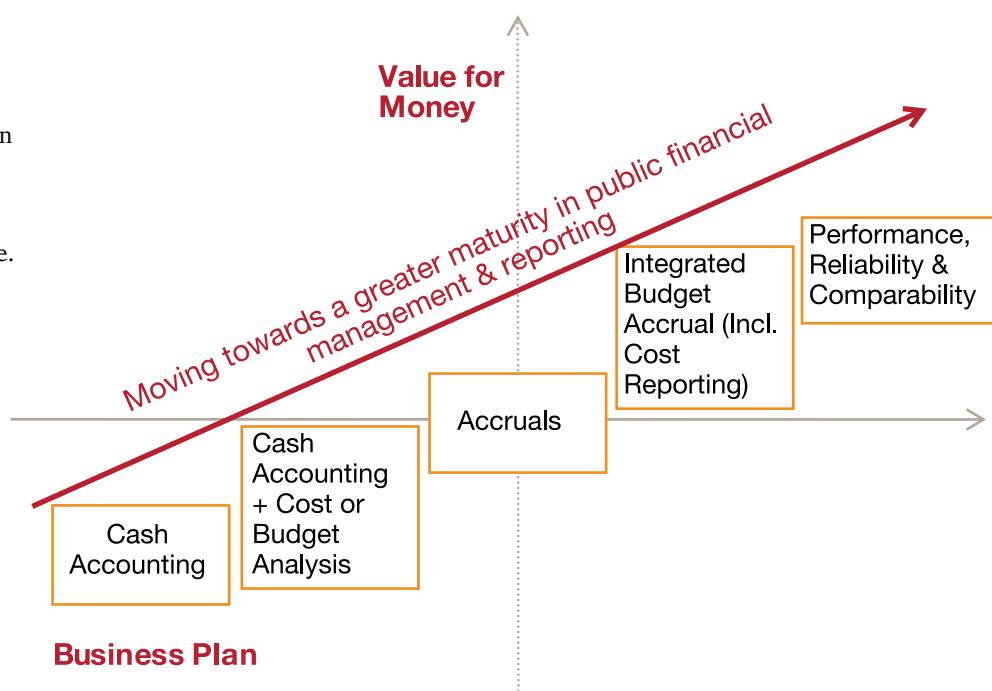 Value for
Money
n
e.
Moving towards a greater maturity in public financial
management & reporting
Performance,
Reliability &
Comparability
Integrated
Budget
Accrual (Incl.
Cost
Reporting)
Accruals
Cash
Accounting
+ Cost or
Budget
Analysis
Cash
Accounting
Business Plan